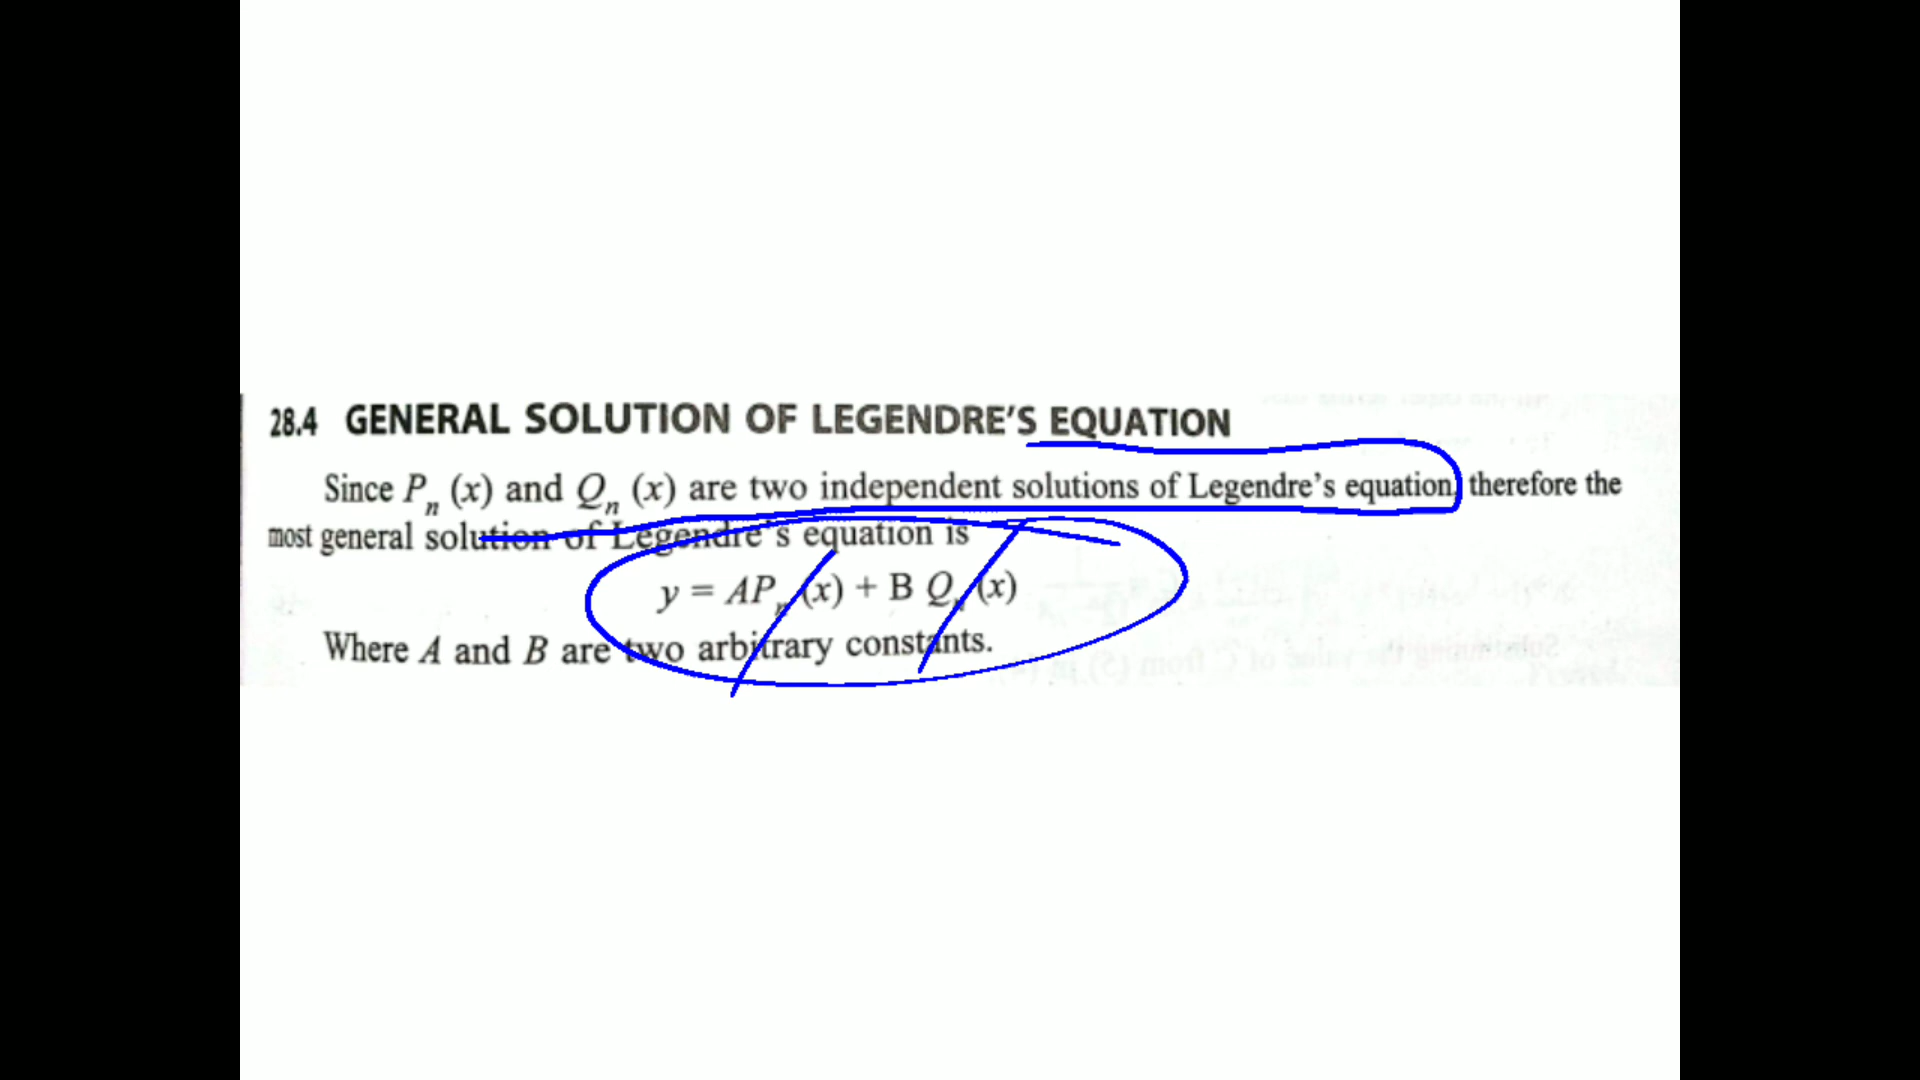 28.4 GENERAL SOLUTION OF LEGENDRE'S EQUATION
Since Pn (x) and Qn (x) are two independent solutions of Legendre's equation, therefore the
most general solution of Legendre's equation is
y = APn (x) + B Qn (x)
Where A and B are two arbitrary constants.